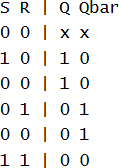 S R | Q Qbar
0 0 | x x
1 0 | 1 0
0 0 | 1 0
0 1 | 0 1
0 0 | 0 1
1 1 | 0 0